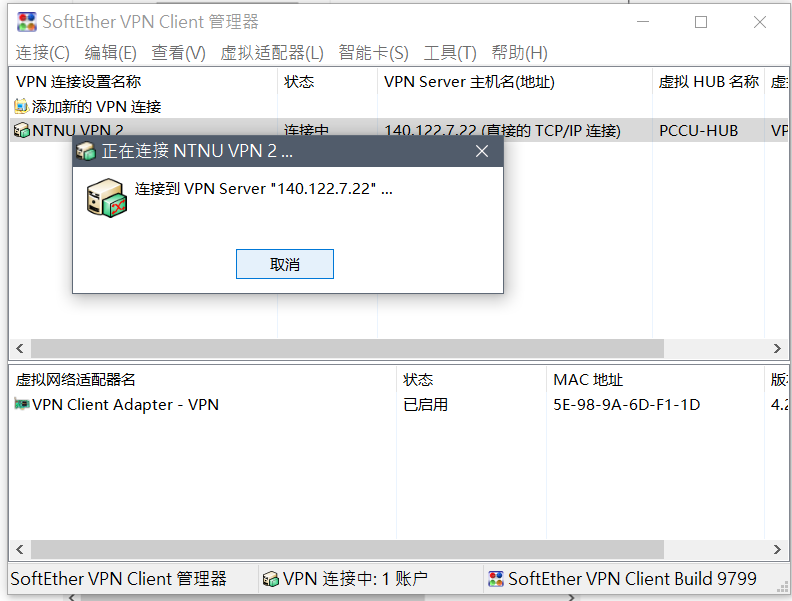 SoftEther VPN Client 管理器
连接(C) 编辑(E) 查看(V) 虚拟适配器(L) 智能卡(S) 工具(T) 帮助(H)
VPN 连接设置名称 状态 VPN Server 主机名(地址) 虚拟 HUB 名称 虚
添加新的 VPN 连接
NTNU VPN 2 连接中 140.122.7.22 (直接的 TCP/IP 连接) PCCU-HUB VP
正在连接 NTNU VPN 2 ...
连接到 VPN Server "140.122.7.22" ...
取消
虚拟网络适配器名 状态 MAC 地址 版本
VPN Client Adapter - VPN 已启用 5E-98-9A-6D-F1-1D 4.2
SoftEther VPN Client 管理器 VPN 连接中: 1 账户 SoftEther VPN Client Build 9799